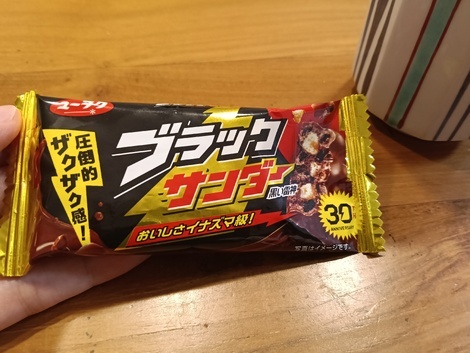 ユーラク
圧倒的
ザクザク感!
ブラック
サンダー
黒い雷神
おいしさイナズマ級!
30
ANNIVERSARY
写真はイメージです。